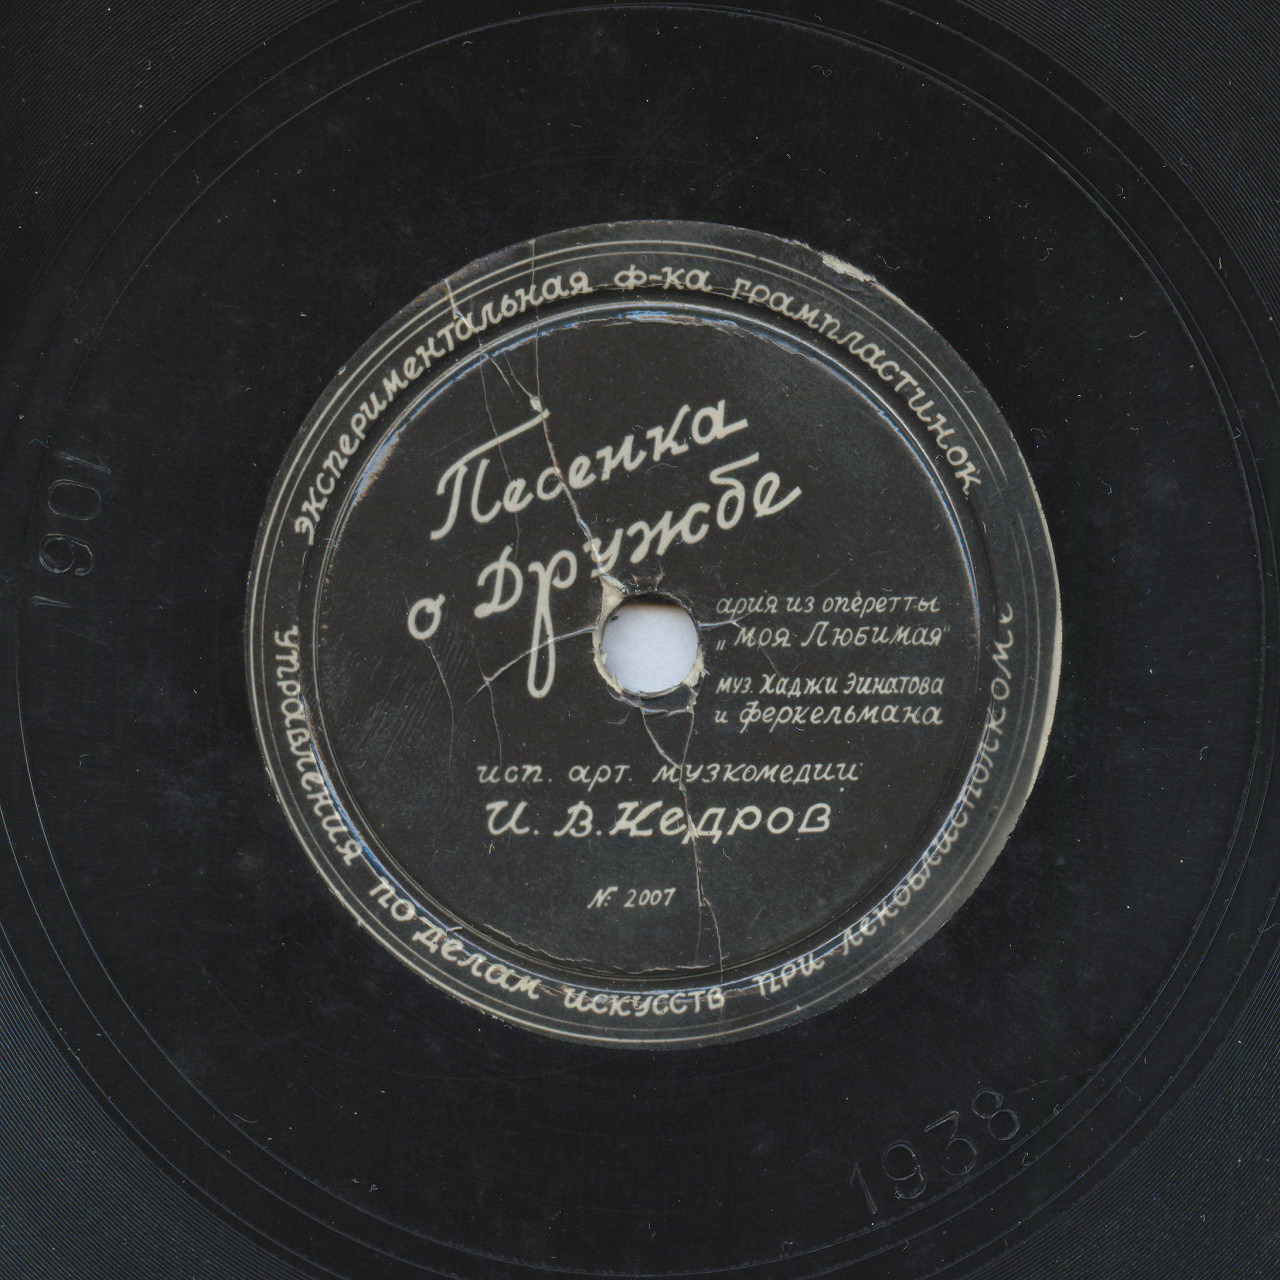 экспериментальная ф-ка грампластинок
Песенка
о Дружбе
ария из оперетты
„моя Любимая"
муз. Хаджи Эинатова
и феркельмана
исп. арт. музкомедии
И. В. Кедров
№ 2007
управления по делам искусств при леноблисполкоме
1901
1938